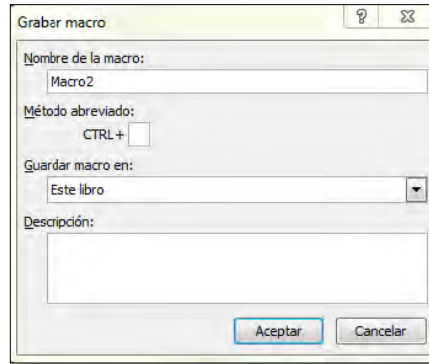 Grabar macro
Nombre de la macro:
Macro2
Método abreviado:
CTRL+
Guardar macro en:
Este libro
Descripción:
Aceptar Cancelar